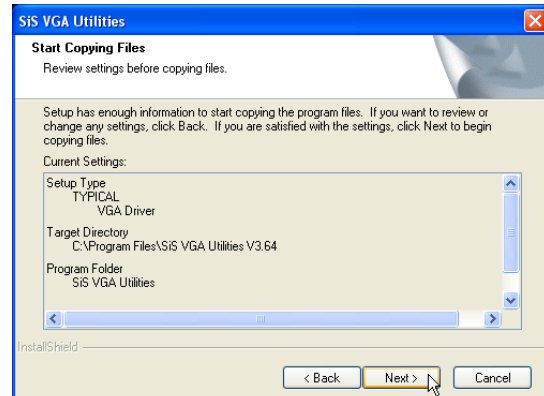 SiS VGA Utilities
Start Copying Files
Review settings before copying files.
Setup has enough information to start copying the program files. If you want to review or
change any settings, click Back. If you are satisfied with the settings, click Next to begin
copying files.
Current Settings:
Setup Type
TYPICAL
VGA Driver
Target Directory
C:\Program Files\SiS VGA Utilities V3.64
Program Folder
SiS VGA Utilities
InstallShield
< Back
Next >
Cancel